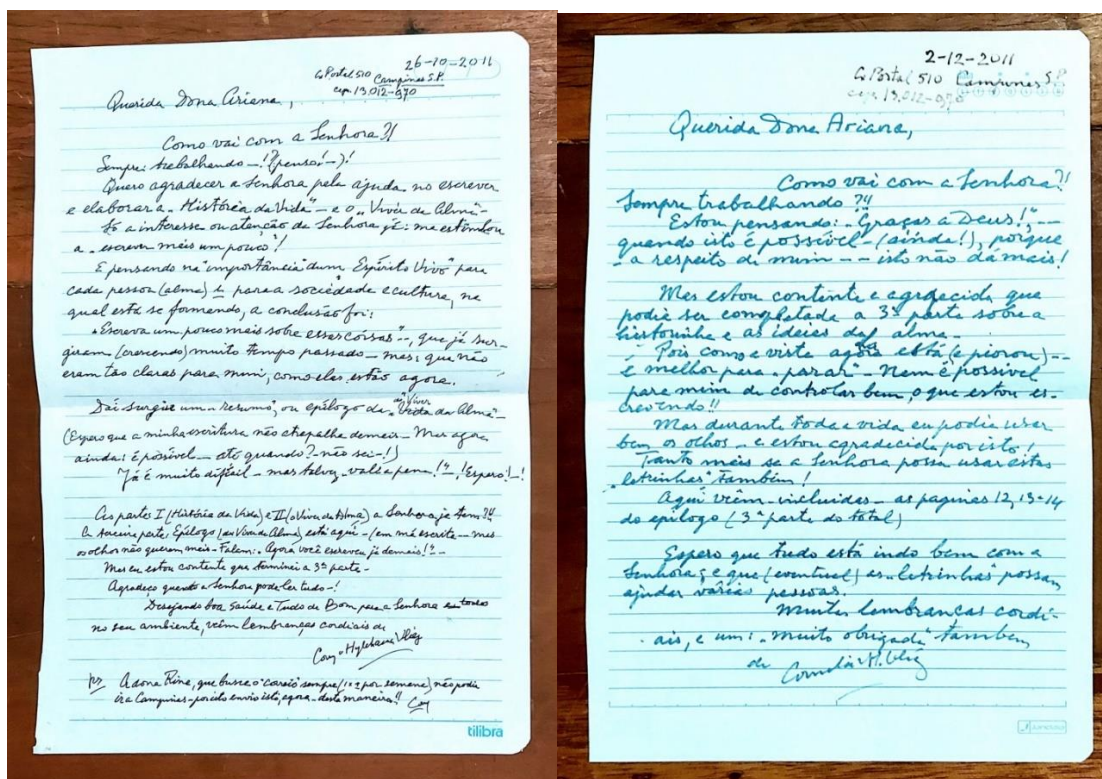 26-10-2011
Cx Postal 510 Campinas S.P.
cep. 13.012-970
Querida Dona Ariana,
Como vai com a Senhora?!
Sempre: trabalhando —!? (penso! —)!
Quero agradecer a Senhora pela ajuda no escrever
e elaborar a „História da Vida" — e o „Viver da Alma" -
Só a interesse ou atenção da Senhora já: me estimulou
a „escrever mais um pouco"!
E pensando na "importância dum Espírito Vivo" para
cada pessoa (alma) e para a sociedade e cultura, na
qual está se formando, a conclusão foi:
"Escreva um pouco mais sobre essas coisas"-, que já sur-
giram (crescendo) muito tempo passado — mas: que não
eram tão claras para mim, como elas estão agora.
Daí surgiu um „resumo", ou epílogo do "Viver da Alma" -
(Espero que a minha escritura não atrapalha demais — Mas agora
ainda: é possível — até quando? - não sei -!)
Já é muito difícil — mas talvez valha pena!? -, ! Espero! -!
As parte I (História da Vida) e II (o Viver da Alma) a Senhora já tem?!
A terceira parte, Epílogo (do Viver da Alma), está aqui — (em má escrita — mes
os olhos não querem mais - Falem: Agora você escreveu já demais! ? -
Mas eu estou contente que terminei a 3ª parte -
Agradeço quando a Senhora pode ler tudo -!
Desejando boa Saúde e Tudo de Bom para a Senhora e
no seu ambiente, vêm lembranças cordiais de
A dona Rina, que busca o "correio" sempre (1x por semana) não podia
ir a Campinas - por isto envio isto, agora - desta maneira!!
tilibra
2-12-2011
Cx Postal 510 Campinas S.P.
cep. 13,012-970
Querida Dona Ariana,
Como vai com a Senhora?!
Sempre trabalhando?!!
Estou pensando: "Graças à Deus!", --
quando isto é possível - (ainda!), porque
- a respeito de mim -- isto não dá mais!
Mas estou contente e agradecida que
podia ser completada a 3ª parte sobre a
historinha e as ideias da alma.
- Pois como a vista agora está (e piorou) --
é melhor para „parar" - Nem é possível
para mim de controlar bem, o que estou es-
crevendo!!
Mas durante toda a vida eu podia usar
bem os olhos - e estou agradecida por isto!
Tanto mais se a Senhora possa usar estas
„letrinhas" também!
Aqui vêm - incluidas - as paginas 12, 13-14
do epílogo (3ª parte do total)
Espero que tudo está indo bem com a
Senhora; e que (eventual) as „letrinhas" possam
ajudar várias pessoas.
Muitas lembranças cordi-
ais, e um: „muito obrigada" também
de